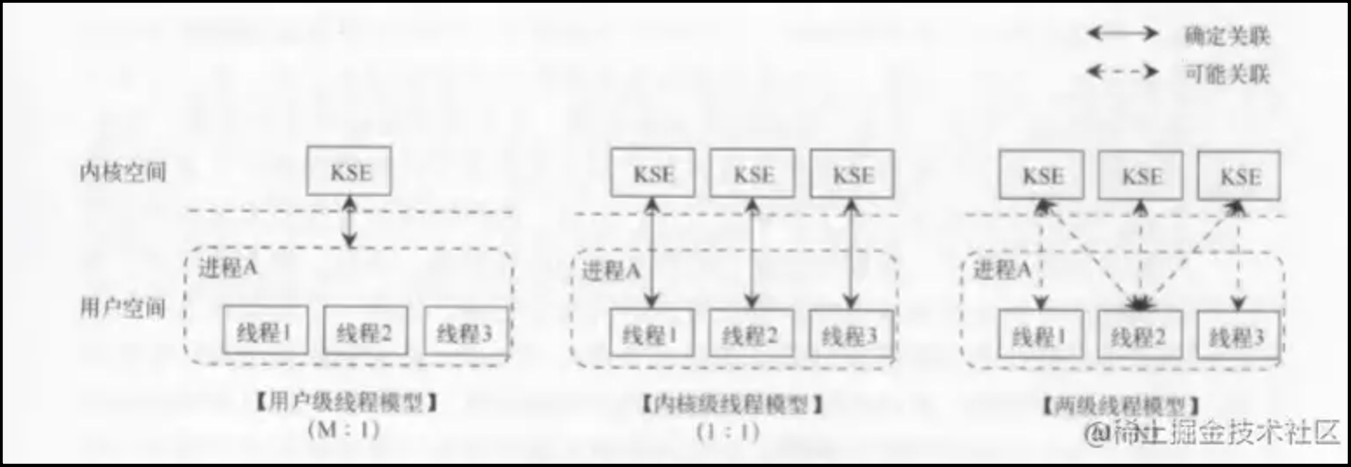 确定关联
可能关联
内核空间
KSE
KSE KSE KSE
KSE KSE KSE
用户空间
进程A
线程1 线程2 线程3
进程A
线程1 线程2 线程3
进程A
线程1 线程2 线程3
【用户级线程模型】
(M : 1)
【内核级线程模型】
(1 : 1)
【两级线程模型】
@稀土掘金技术社区